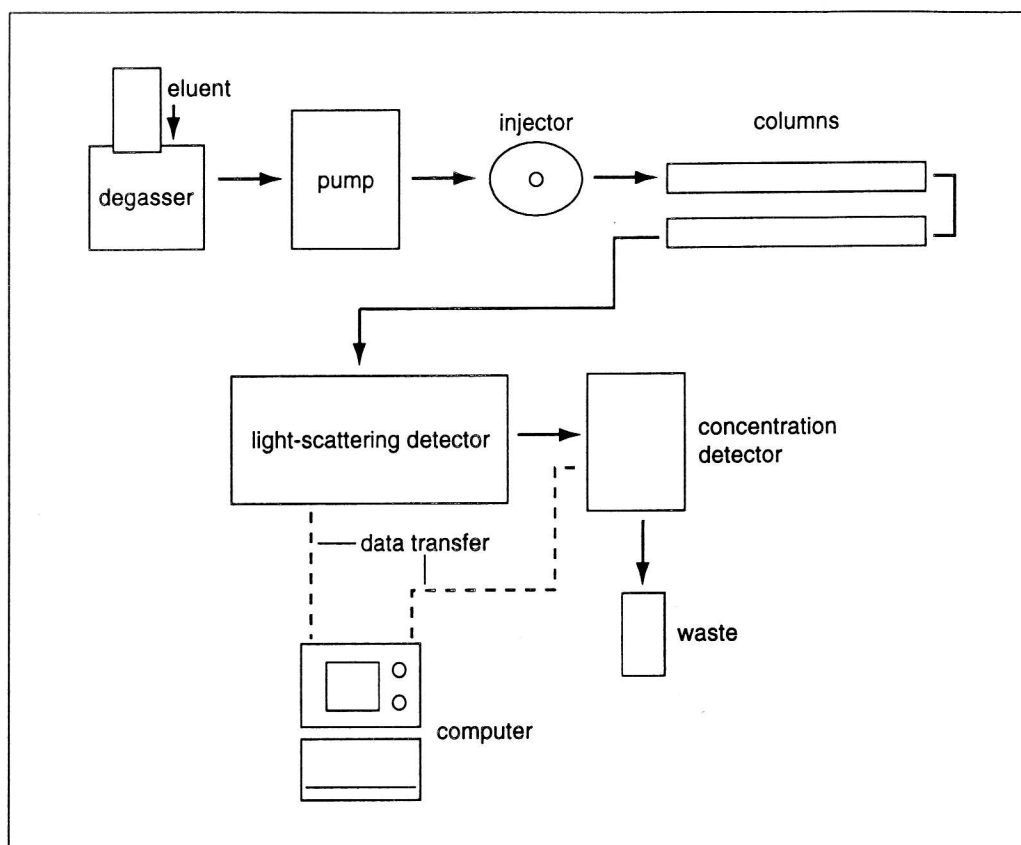 eluent
degasser
pump
injector
columns
light-scattering detector
concentration
detector
data transfer
waste
computer